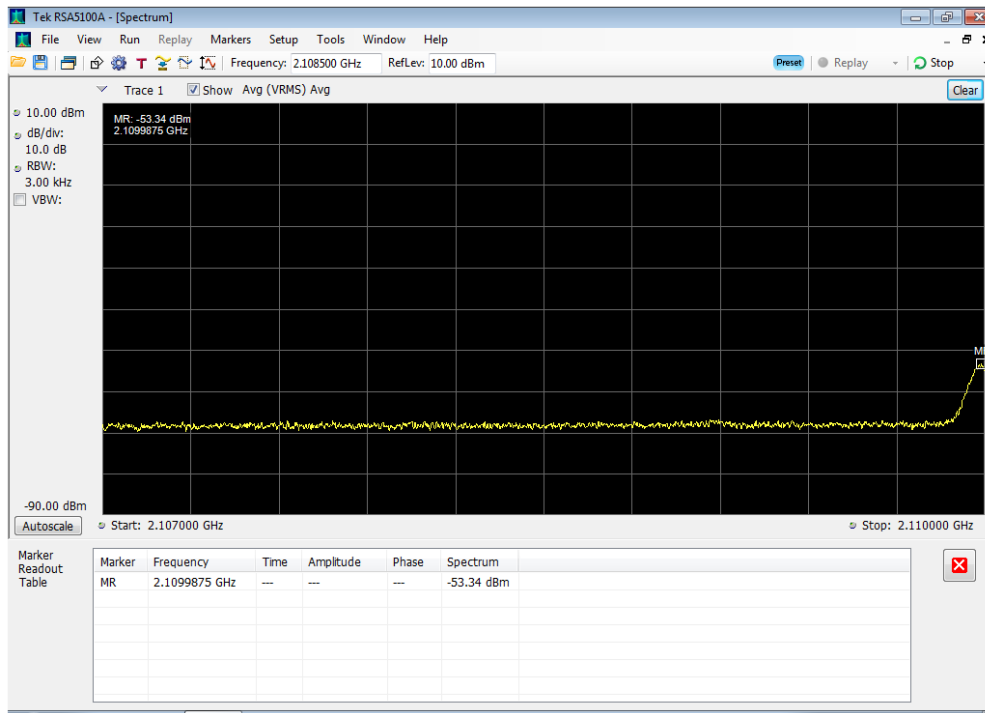 Tek RSA5100A - [Spectrum]
File View Run Replay Markers Setup Tools Window Help
T Frequency: 2.108500 GHz RefLev: 10.00 dBm Preset Replay Stop
Trace 1 Show Avg (VRMS) Avg Clear
10.00 dBm
dB/div:
10.0 dB
RBW:
3.00 kHz
VBW:
MR: -53.34 dBm
2.1099875 GHz
-90.00 dBm
Autoscale Start: 2.107000 GHz Stop: 2.110000 GHz
Marker
Readout
Table
Marker Frequency Time Amplitude Phase Spectrum
MR 2.1099875 GHz --- --- --- -53.34 dBm